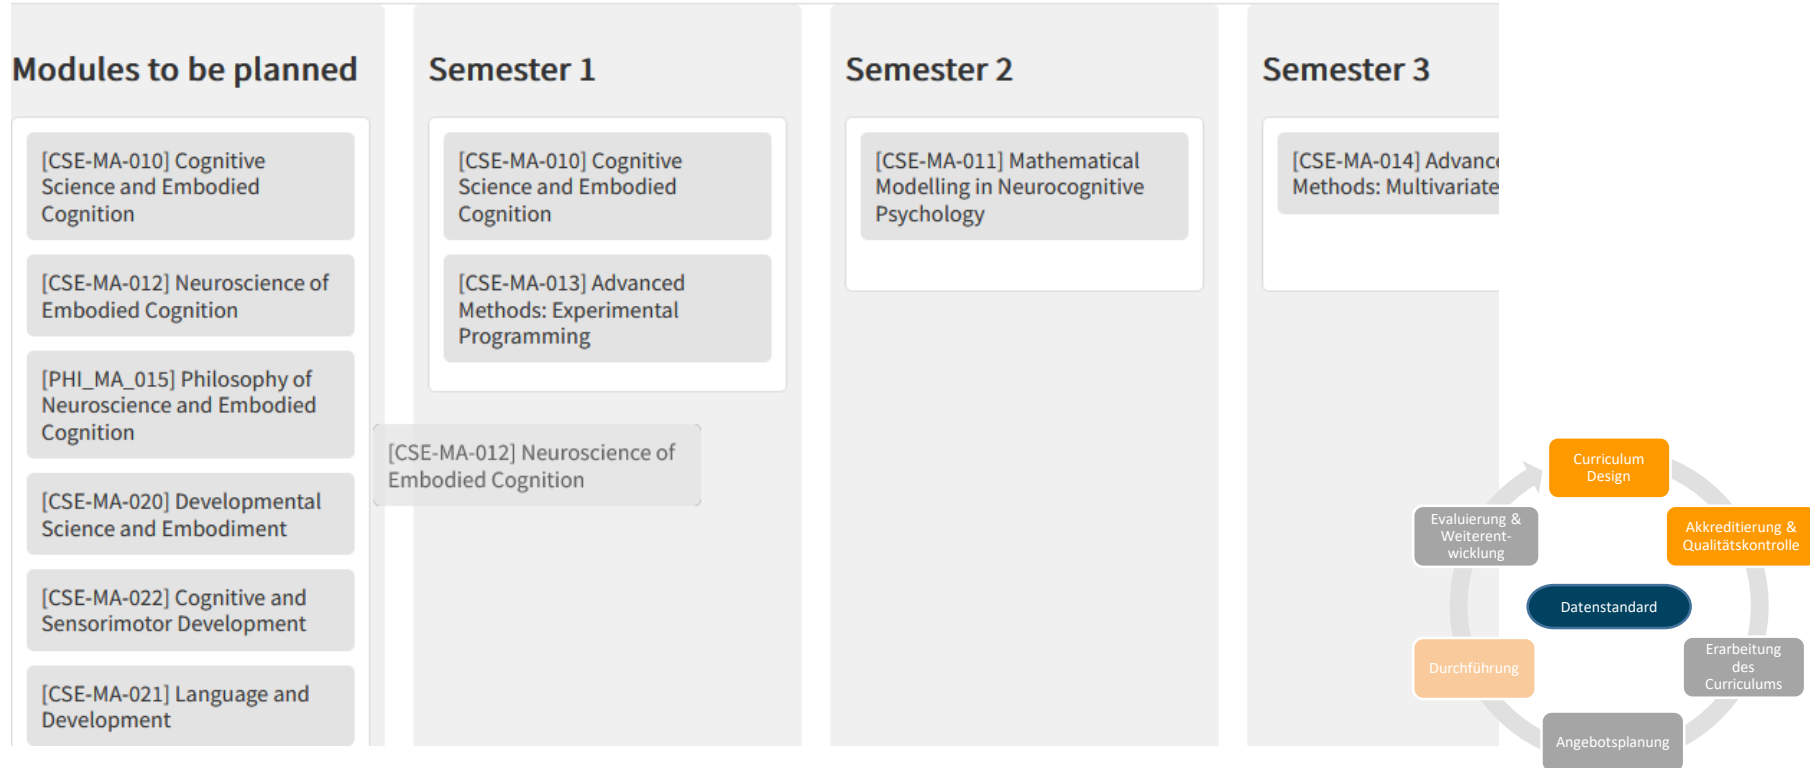 Modules to be planned
[CSE-MA-010] Cognitive
Science and Embodied
Cognition
[CSE-MA-012] Neuroscience of
Embodied Cognition
[PHI_MA_015] Philosophy of
Neuroscience and Embodied
Cognition
[CSE-MA-020] Developmental
Science and Embodiment
[CSE-MA-022] Cognitive and
Sensorimotor Development
[CSE-MA-021] Language and
Development
Semester 1
[CSE-MA-010] Cognitive
Science and Embodied
Cognition
[CSE-MA-013] Advanced
Methods: Experimental
Programming
[CSE-MA-012] Neuroscience of
Embodied Cognition
Semester 2
[CSE-MA-011] Mathematical
Modelling in Neurocognitive
Psychology
Semester 3
[CSE-MA-014] Advance
Methods: Multivariate
Curriculum
Design
Akkreditierung &
Qualitätskontrolle
Erarbeitung
des
Curriculums
Angebotsplanung
Durchführung
Evaluierung &
Weiterent-
wicklung
Datenstandard